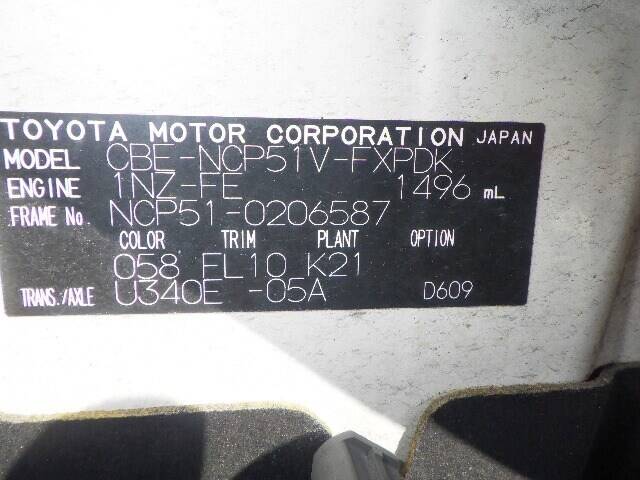 TOYOTA MOTOR CORPORATION JAPAN
MODEL CBE-NCP51V-FXPDK
ENGINE 1NZ-FE 1496 mL
FRAME No. NCP51-0206587
COLOR TRIM PLANT OPTION
058 FL10 K21
TRANS./AXLE U340E -05A D609